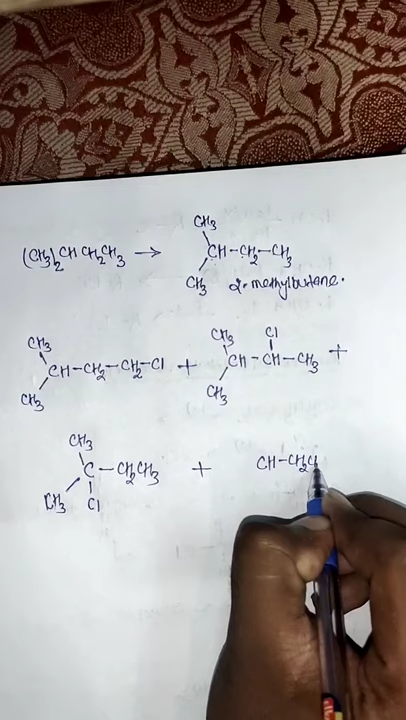 CH₃
(CH₃)₂CHCH₂CH₃ → CH-CH₂-CH₃
CH₃ 2-methylbutane.
CH₃ CH₃ Cl
CH-CH₂-CH₂-Cl + CH-CH-CH₃ +
CH₃ CH₃
CH₃
C-CH₂CH₃ + CH-CH₂C
CH₃ Cl